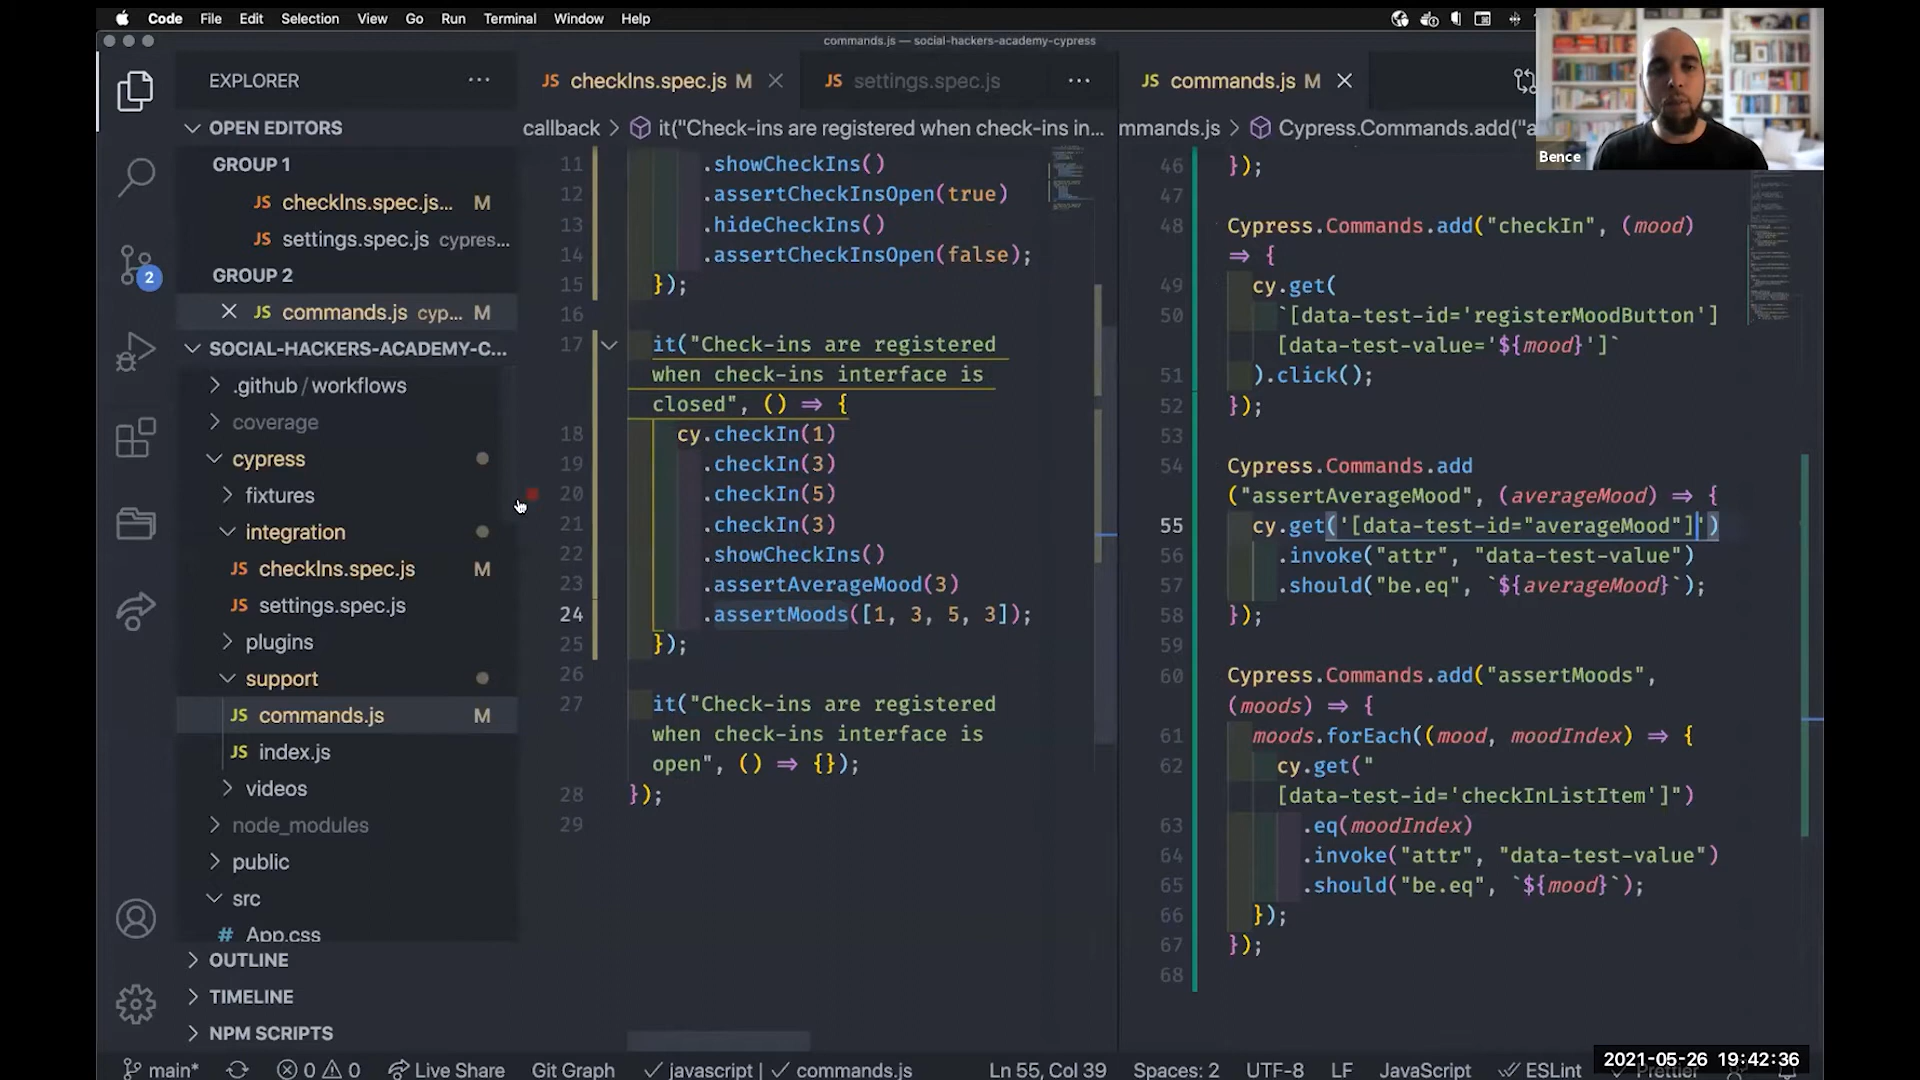 Code File Edit Selection View Go Run Terminal Window Help
commands.js — social-hackers-academy-cypress
EXPLORER
OPEN EDITORS
GROUP 1
JS checkIns.spec.js... M
JS settings.spec.js cypres...
GROUP 2
JS commands.js cyp... M
SOCIAL-HACKERS-ACADEMY-C...
.github/workflows
coverage
cypress
fixtures
integration
JS checkIns.spec.js M
JS settings.spec.js
plugins
support
JS commands.js M
JS index.js
videos
node_modules
public
src
# App.css
OUTLINE
TIMELINE
NPM SCRIPTS
2
JS checkIns.spec.js M
JS settings.spec.js
callback > it("Check-ins are registered when check-ins in...
11 .showCheckIns()
12 .assertCheckInsOpen(true)
13 .hideCheckIns()
14 .assertCheckInsOpen(false);
15 });
16
17 it("Check-ins are registered
when check-ins interface is
closed", () => {
18 cy.checkIn(1)
19 .checkIn(3)
20 .checkIn(5)
21 .checkIn(3)
22 .showCheckIns()
23 .assertAverageMood(3)
24 .assertMoods([1, 3, 5, 3]);
25 });
26
27 it("Check-ins are registered
when check-ins interface is
open", () => {});
28 });
29
JS commands.js M
mmands.js > Cypress.Commands.add("a
46 });
47
48 Cypress.Commands.add("checkIn", (mood)
=> {
49 cy.get(
50 `[data-test-id='registerMoodButton']
[data-test-value='${mood}']`
51 ).click();
52 });
53
54 Cypress.Commands.add
("assertAverageMood", (averageMood) => {
55 cy.get('[data-test-id="averageMood"]')
56 .invoke("attr", "data-test-value")
57 .should("be.eq", `${averageMood}`);
58 });
59
60 Cypress.Commands.add("assertMoods",
(moods) => {
61 moods.forEach((mood, moodIndex) => {
62 cy.get("
[data-test-id='checkInListItem']")
63 .eq(moodIndex)
64 .invoke("attr", "data-test-value")
65 .should("be.eq", `${mood}`);
66 });
67 });
68
Bence
main* 0 0 Live Share Git Graph javascript | commands.js Ln 55, Col 39 Spaces: 2 UTF-8 LF JavaScript ESLint Prettier
2021-05-26 19:42:36